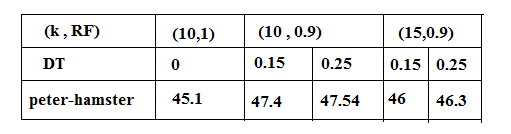 (k , RF) (10,1) (10 , 0.9) (15,0.9)
DT 0 0.15 0.25 0.15 0.25
peter-hamster 45.1 47.4 47.54 46 46.3